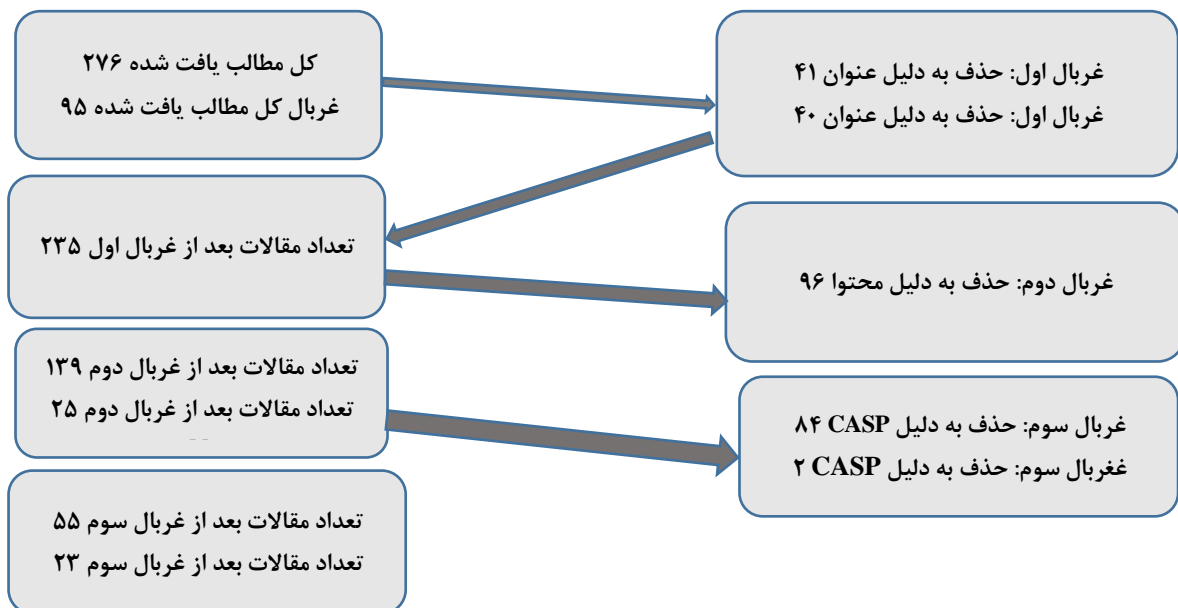 کل مطالب یافت شده ۲۷۶
غربال کل مطالب یافت شده ۹۵
غربال اول: حذف به دلیل عنوان ۴۱
غربال اول: حذف به دلیل عنوان ۴۰
تعداد مقالات بعد از غربال اول ۲۳۵
غربال دوم: حذف به دلیل محتوا ۹۶
تعداد مقالات بعد از غربال دوم ۱۳۹
تعداد مقالات بعد از غربال دوم ۲۵
غربال سوم: حذف به دلیل CASP ۸۴
غغربال سوم: حذف به دلیل CASP ۲
تعداد مقالات بعد از غربال سوم ۵۵
تعداد مقالات بعد از غربال سوم ۲۳